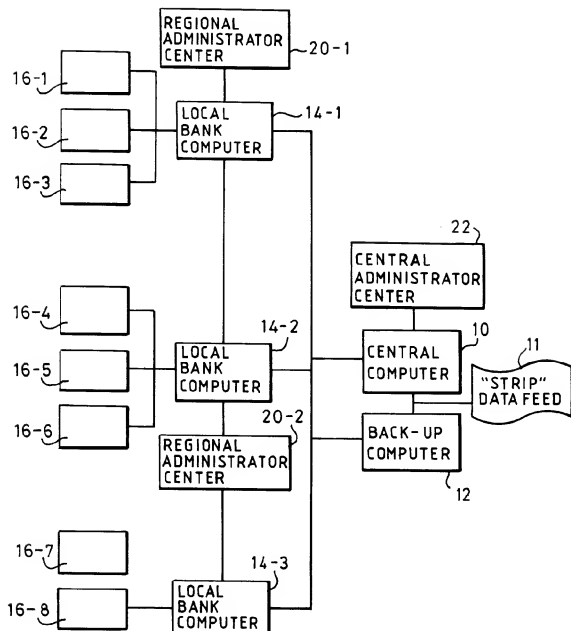 REGIONAL
ADMINISTRATOR
CENTER
20-1
16-1
16-2
16-3
LOCAL
BANK
COMPUTER
14-1
22
CENTRAL
ADMINISTRATOR
CENTER
16-4
16-5
16-6
LOCAL
BANK
COMPUTER
14-2
10
CENTRAL
COMPUTER
11
"STRIP"
DATA FEED
20-2
REGIONAL
ADMINISTRATOR
CENTER
BACK-UP
COMPUTER
12
16-7
16-8
14-3
LOCAL
BANK
COMPUTER